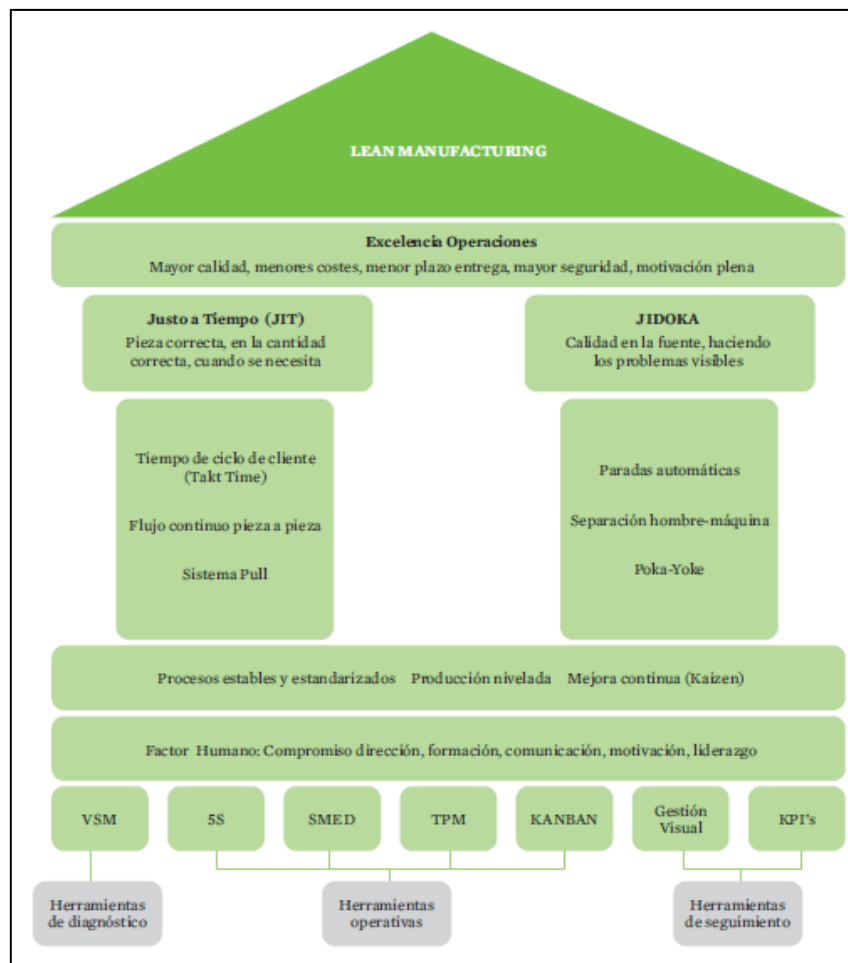 LEAN MANUFACTURING
Excelencia Operaciones
Mayor calidad, menores costes, menor plazo entrega, mayor seguridad, motivación plena
Justo a Tiempo (JIT)
Pieza correcta, en la cantidad
correcta, cuando se necesita
JIDOKA
Calidad en la fuente, haciendo
los problemas visibles
Tiempo de ciclo de cliente
(Takt Time)
Flujo continuo pieza a pieza
Sistema Pull
Paradas automáticas
Separación hombre-máquina
Poka-Yoke
Procesos estables y estandarizados Producción nivelada Mejora continua (Kaizen)
Factor Humano: Compromiso dirección, formación, comunicación, motivación, liderazgo
VSM
5S
SMED
TPM
KANBAN
Gestión
Visual
KPI's
Herramientas
de diagnóstico
Herramientas
operativas
Herramientas
de seguimiento